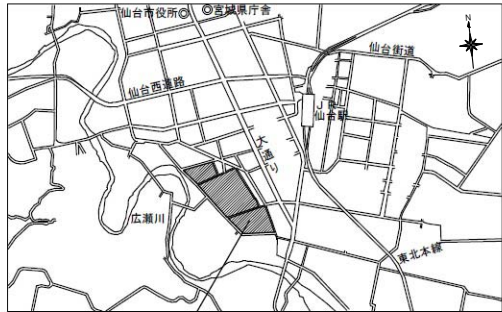 仙台市役所◎
◎宮城県庁舎
N
仙台街道
仙台西道路
JR
仙台駅
大通り
広瀬川
東北本線